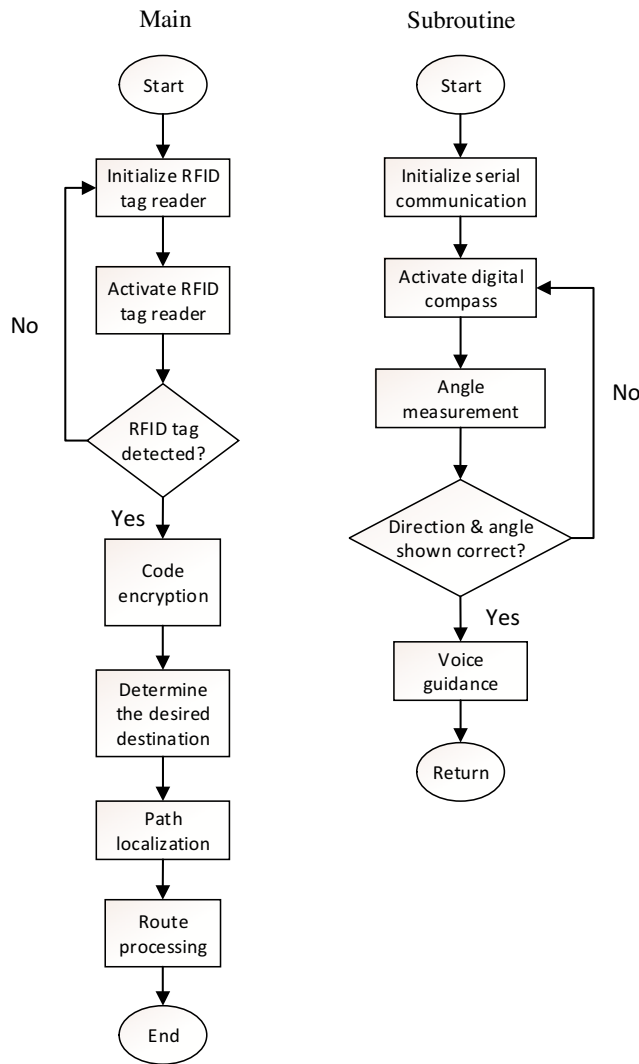 Main
Start
Initialize RFID
tag reader
Activate RFID
tag reader
No
RFID tag
detected?
Yes
Code
encryption
Determine
the desired
destination
Path
localization
Route
processing
End
Subroutine
Start
Initialize serial
communication
Activate digital
compass
Angle
measurement
No
Direction & angle
shown correct?
Yes
Voice
guidance
Return